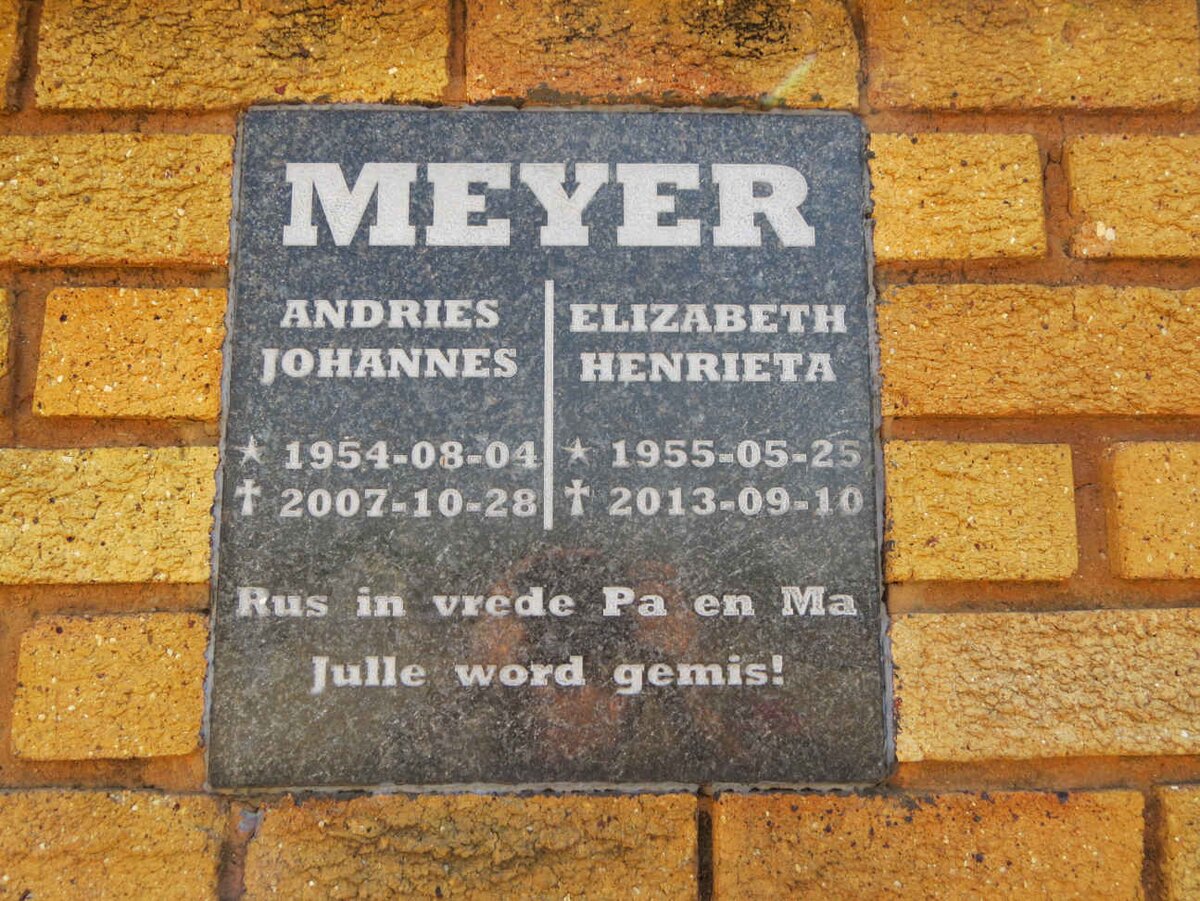 MEYER
ANDRIES
JOHANNES
★ 1954-08-04
✝ 2007-10-28
ELIZABETH
HENRIETA
★ 1955-05-25
✝ 2013-09-10
Rus in vrede Pa en Ma
Julle word gemis!